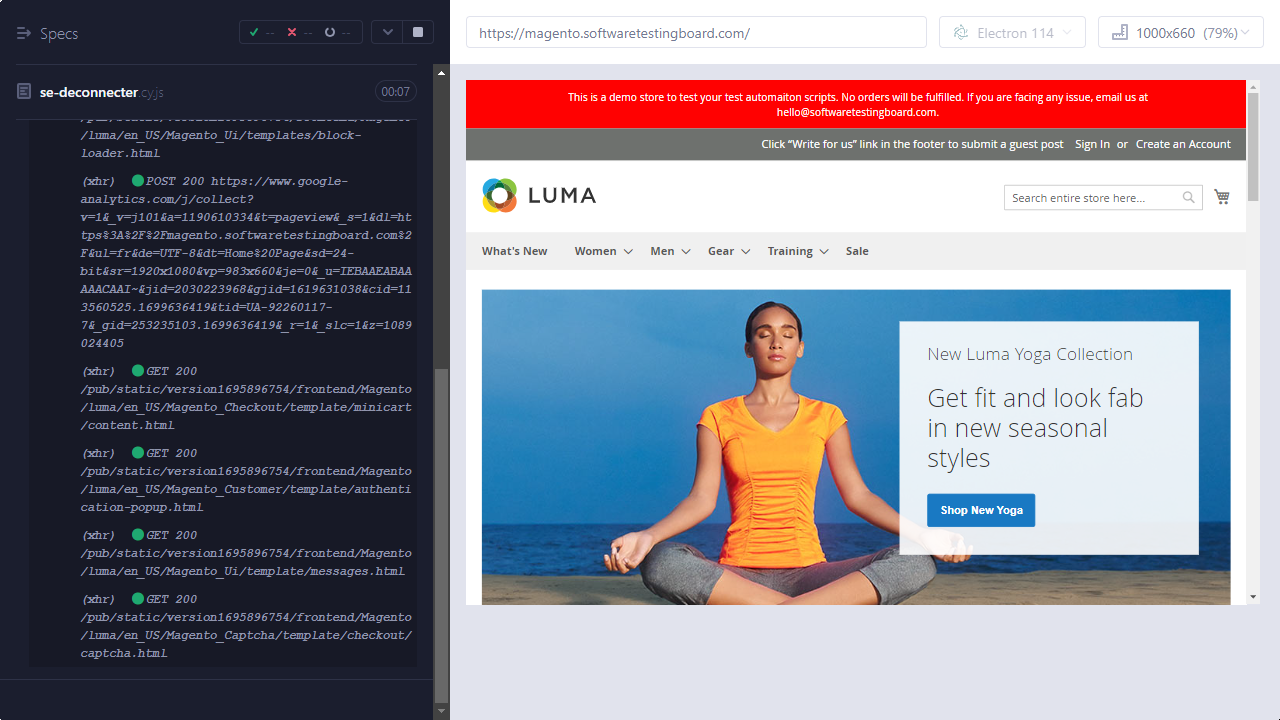 Specs
-- -- --
se-deconnecter.cy.js 00:07
/luma/en_US/Magento_Ui/templates/block-
loader.html
(xhr) POST 200 https://www.google-
analytics.com/j/collect?
v=1&_v=j101&a=1190610334&t=pageview&_s=1&dl=ht
tps%3A%2F%2Fmagento.softwaretestingboard.com%2
F&ul=fr&de=UTF-8&dt=Home%20Page&sd=24-
bit&sr=1920x1080&vp=983x660&je=0&_u=IEBAAEABAA
AAACAAI~&jid=2030223968&gjid=1619631038&cid=11
3560525.1699636419&tid=UA-92260117-
7&_gid=253235103.1699636419&_r=1&_slc=1&z=1089
024405
(xhr) GET 200
/pub/static/version1695896754/frontend/Magento
/luma/en_US/Magento_Checkout/template/minicart
/content.html
(xhr) GET 200
/pub/static/version1695896754/frontend/Magento
/luma/en_US/Magento_Customer/template/authenti
cation-popup.html
(xhr) GET 200
/pub/static/version1695896754/frontend/Magento
/luma/en_US/Magento_Ui/template/messages.html
(xhr) GET 200
/pub/static/version1695896754/frontend/Magento
/luma/en_US/Magento_Captcha/template/checkout/
captcha.html
https://magento.softwaretestingboard.com/
Electron 114
1000x660 (79%)
This is a demo store to test your test automaiton scripts. No orders will be fulfilled. If you are facing any issue, email us at
hello@softwaretestingboard.com.
Click “Write for us” link in the footer to submit a guest post Sign In or Create an Account
LUMA
Search entire store here...
What's New Women Men Gear Training Sale
New Luma Yoga Collection
Get fit and look fab
in new seasonal
styles
Shop New Yoga